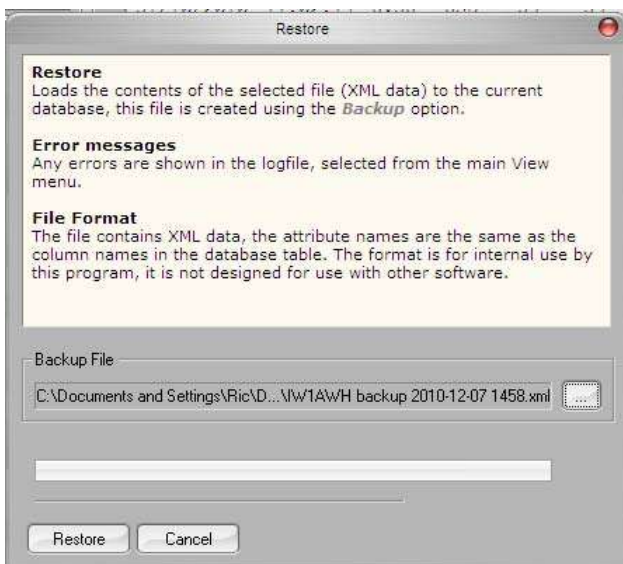 Restore
Restore
Loads the contents of the selected file (XML data) to the current
database, this file is created using the Backup option.
Error messages
Any errors are shown in the logfile, selected from the main View
menu.
File Format
The file contains XML data, the attribute names are the same as the
column names in the database table. The format is for internal use by
this program, it is not designed for use with other software.
Backup File
C:\Documents and Settings\Ric\D...\IW1AWH backup 2010-12-07 1458.xml ...
Restore Cancel